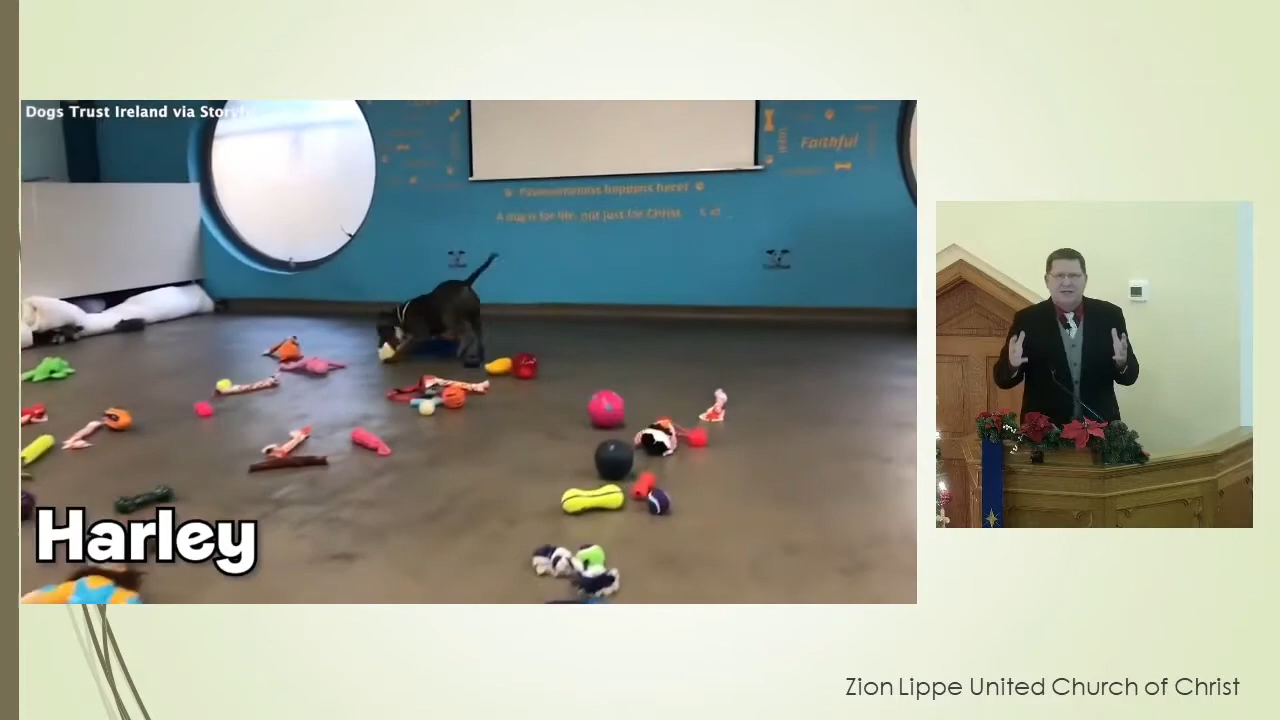 Dogs Trust Ireland via Story
Faithful
Pawsomeness happens here!
A dog is for life, not just for Christ
Harley
Zion Lippe United Church of Christ